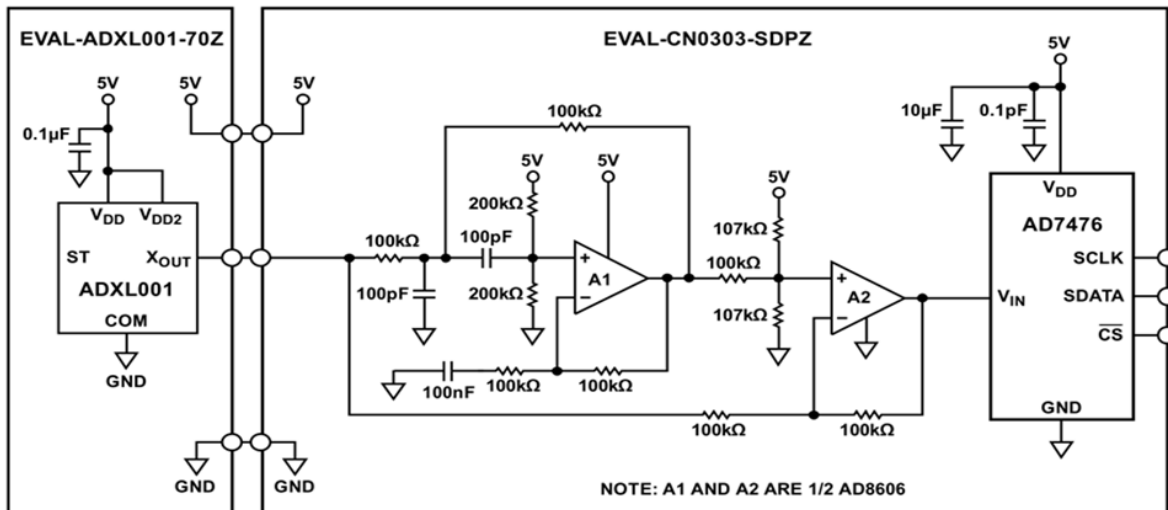 EVAL-ADXL001-70Z
5V
5V
0.1µF
VDD
VDD2
ST
XOUT
ADXL001
COM
GND
GND
EVAL-CN0303-SDPZ
5V
100kΩ
5V
5V
200kΩ
100kΩ
100pF
100pF
200kΩ
+
A1
−
100nF
100kΩ
100kΩ
5V
107kΩ
100kΩ
107kΩ
+
A2
−
100kΩ
100kΩ
GND
5V
10µF
0.1pF
VDD
AD7476
SCLK
VIN
SDATA
CS
GND
NOTE: A1 AND A2 ARE 1/2 AD8606